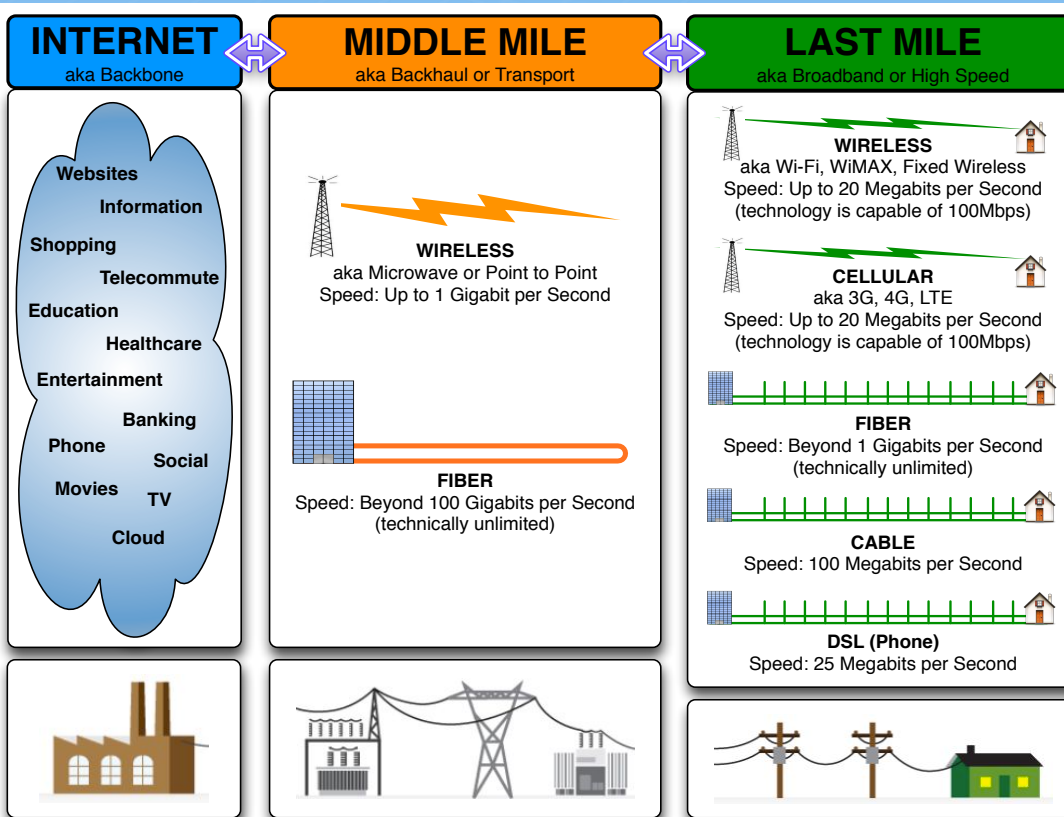 INTERNET
aka Backbone
Websites
Information
Shopping
Telecommute
Education
Healthcare
Entertainment
Banking
Phone
Social
Movies
TV
Cloud
MIDDLE MILE
aka Backhaul or Transport
WIRELESS
aka Microwave or Point to Point
Speed: Up to 1 Gigabit per Second
FIBER
Speed: Beyond 100 Gigabits per Second
(technically unlimited)
LAST MILE
aka Broadband or High Speed
WIRELESS
aka Wi-Fi, WiMAX, Fixed Wireless
Speed: Up to 20 Megabits per Second
(technology is capable of 100Mbps)
CELLULAR
aka 3G, 4G, LTE
Speed: Up to 20 Megabits per Second
(technology is capable of 100Mbps)
FIBER
Speed: Beyond 1 Gigabits per Second
(technically unlimited)
CABLE
Speed: 100 Megabits per Second
DSL (Phone)
Speed: 25 Megabits per Second